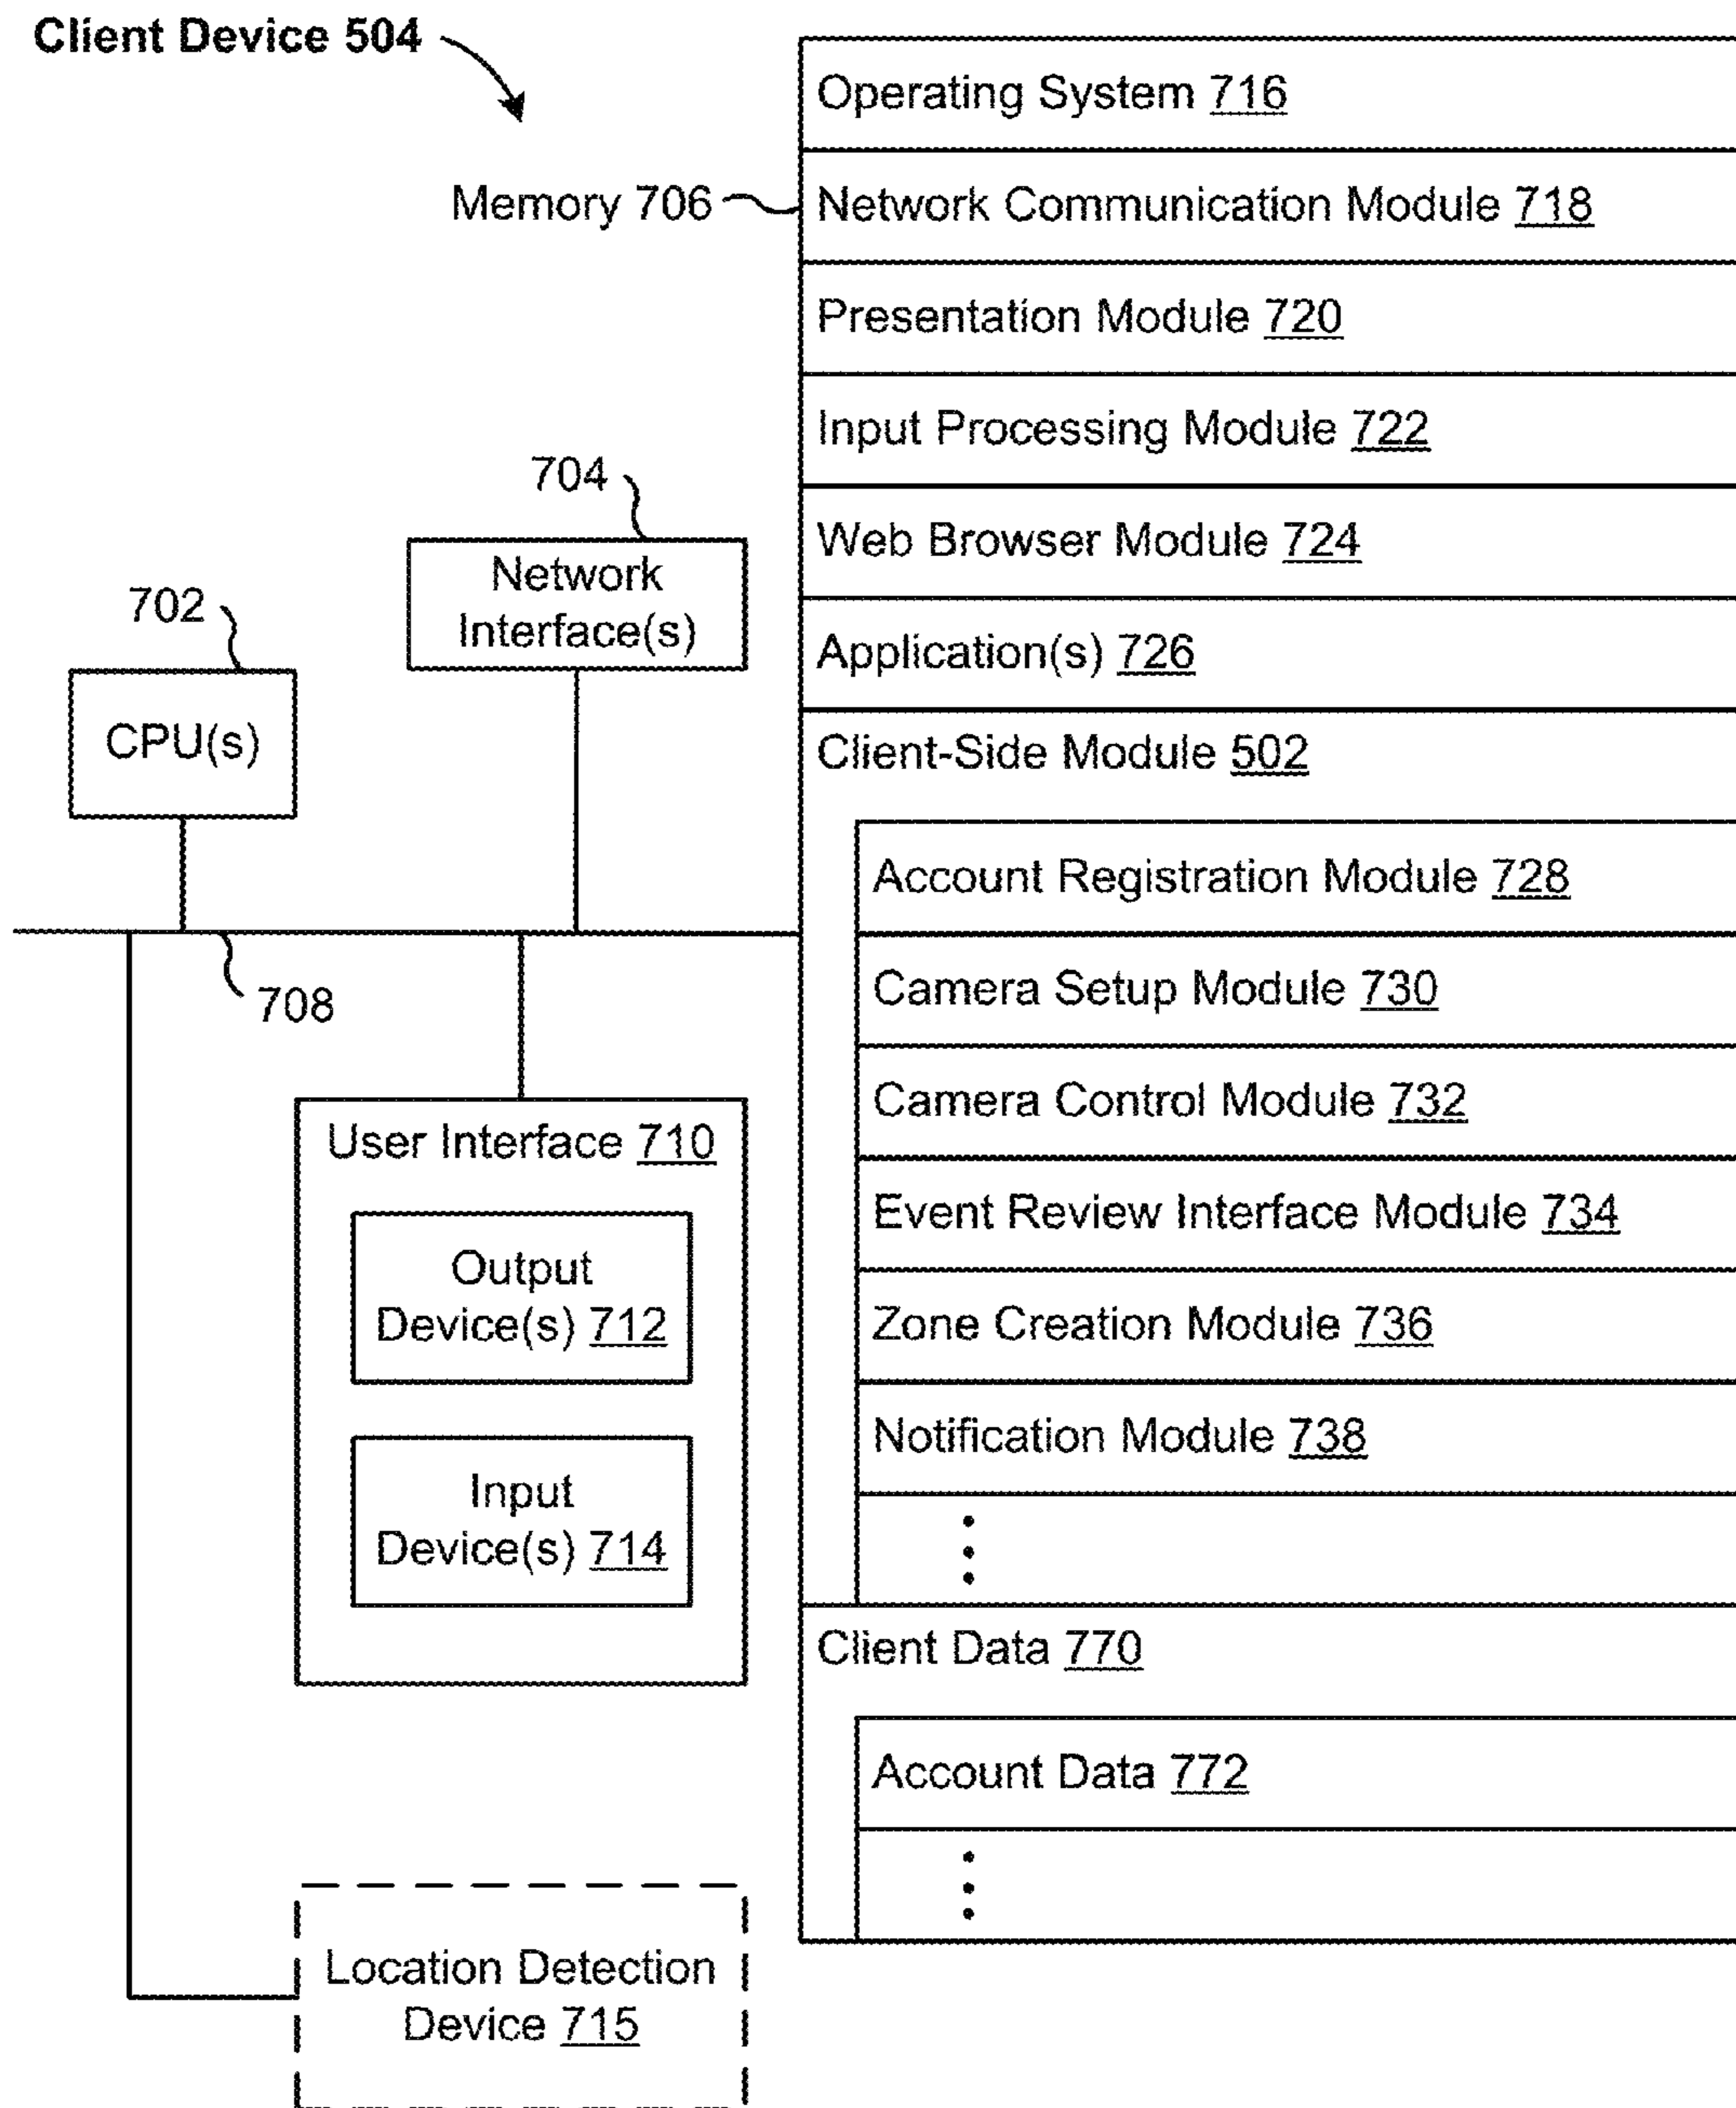 Client Device 504
Memory 706
Operating System 716
Network Communication Module 718
Presentation Module 720
Input Processing Module 722
Web Browser Module 724
Application(s) 726
Client-Side Module 502
Account Registration Module 728
Camera Setup Module 730
Camera Control Module 732
Event Review Interface Module 734
Zone Creation Module 736
Notification Module 738
Client Data 770
Account Data 772
704
Network
Interface(s)
702
CPU(s)
708
User Interface 710
Output
Device(s) 712
Input
Device(s) 714
Location Detection
Device 715